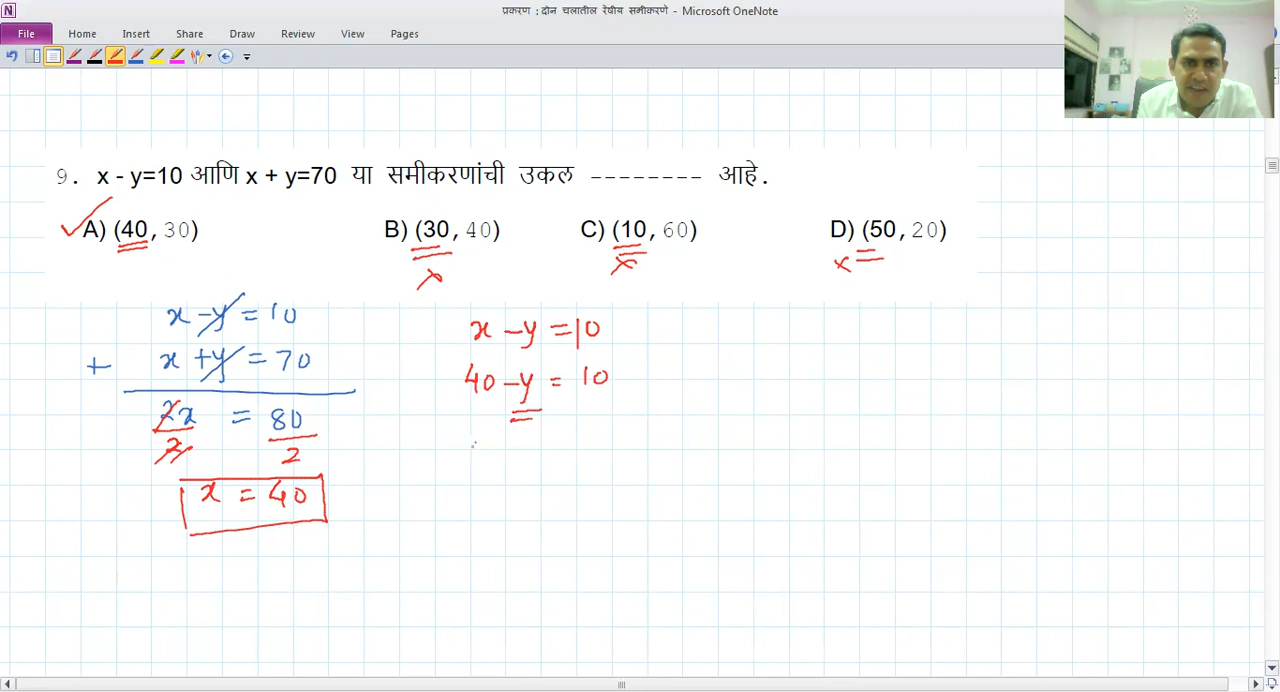 प्रकरण : दोन चलातील रेषीय समीकरणे - Microsoft OneNote
File Home Insert Share Draw Review View Pages
9. x - y=10 आणि x + y=70 या समीकरणांची उकल -------- आहे.
A) (40, 30) B) (30, 40) C) (10, 60) D) (50, 20)
x - y = 10
+ x + y = 70
2x = 80
2 2
x = 40
x - y = 10
40 - y = 10